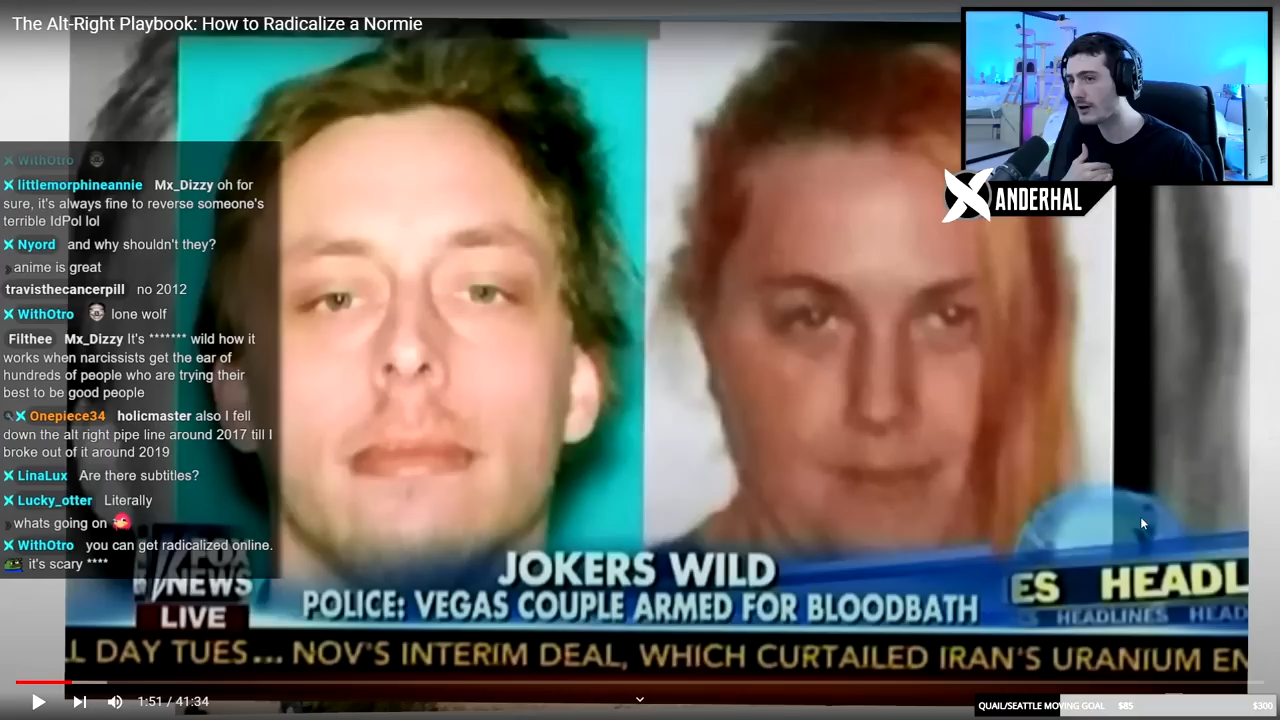 The Alt-Right Playbook: How to Radicalize a Normie
ANDERHAL
WithOtro
littlemorphineannie Mx_Dizzy oh for
sure, it's always fine to reverse someone's
terrible IdPol lol
Nyord and why shouldn't they?
anime is great
travisthecancerpill no 2012
WithOtro lone wolf
Filthee Mx_Dizzy It's ******* wild how it
works when narcissists get the ear of
hundreds of people who are trying their
best to be good people
Onepiece34 holicmaster also I fell
down the alt right pipe line around 2017 till I
broke out of it around 2019
LinaLux Are there subtitles?
Lucky_otter Literally
whats going on
WithOtro you can get radicalized online.
it's scary ****
FOX
NEWS
LIVE
JOKERS WILD
POLICE: VEGAS COUPLE ARMED FOR BLOODBATH
ES HEADL
ES HEADLINES HEAD
LL DAY TUES... NOV'S INTERIM DEAL, WHICH CURTAILED IRAN'S URANIUM EN
1:51 / 41:34
QUAIL/SEATTLE MOVING GOAL $85 $300